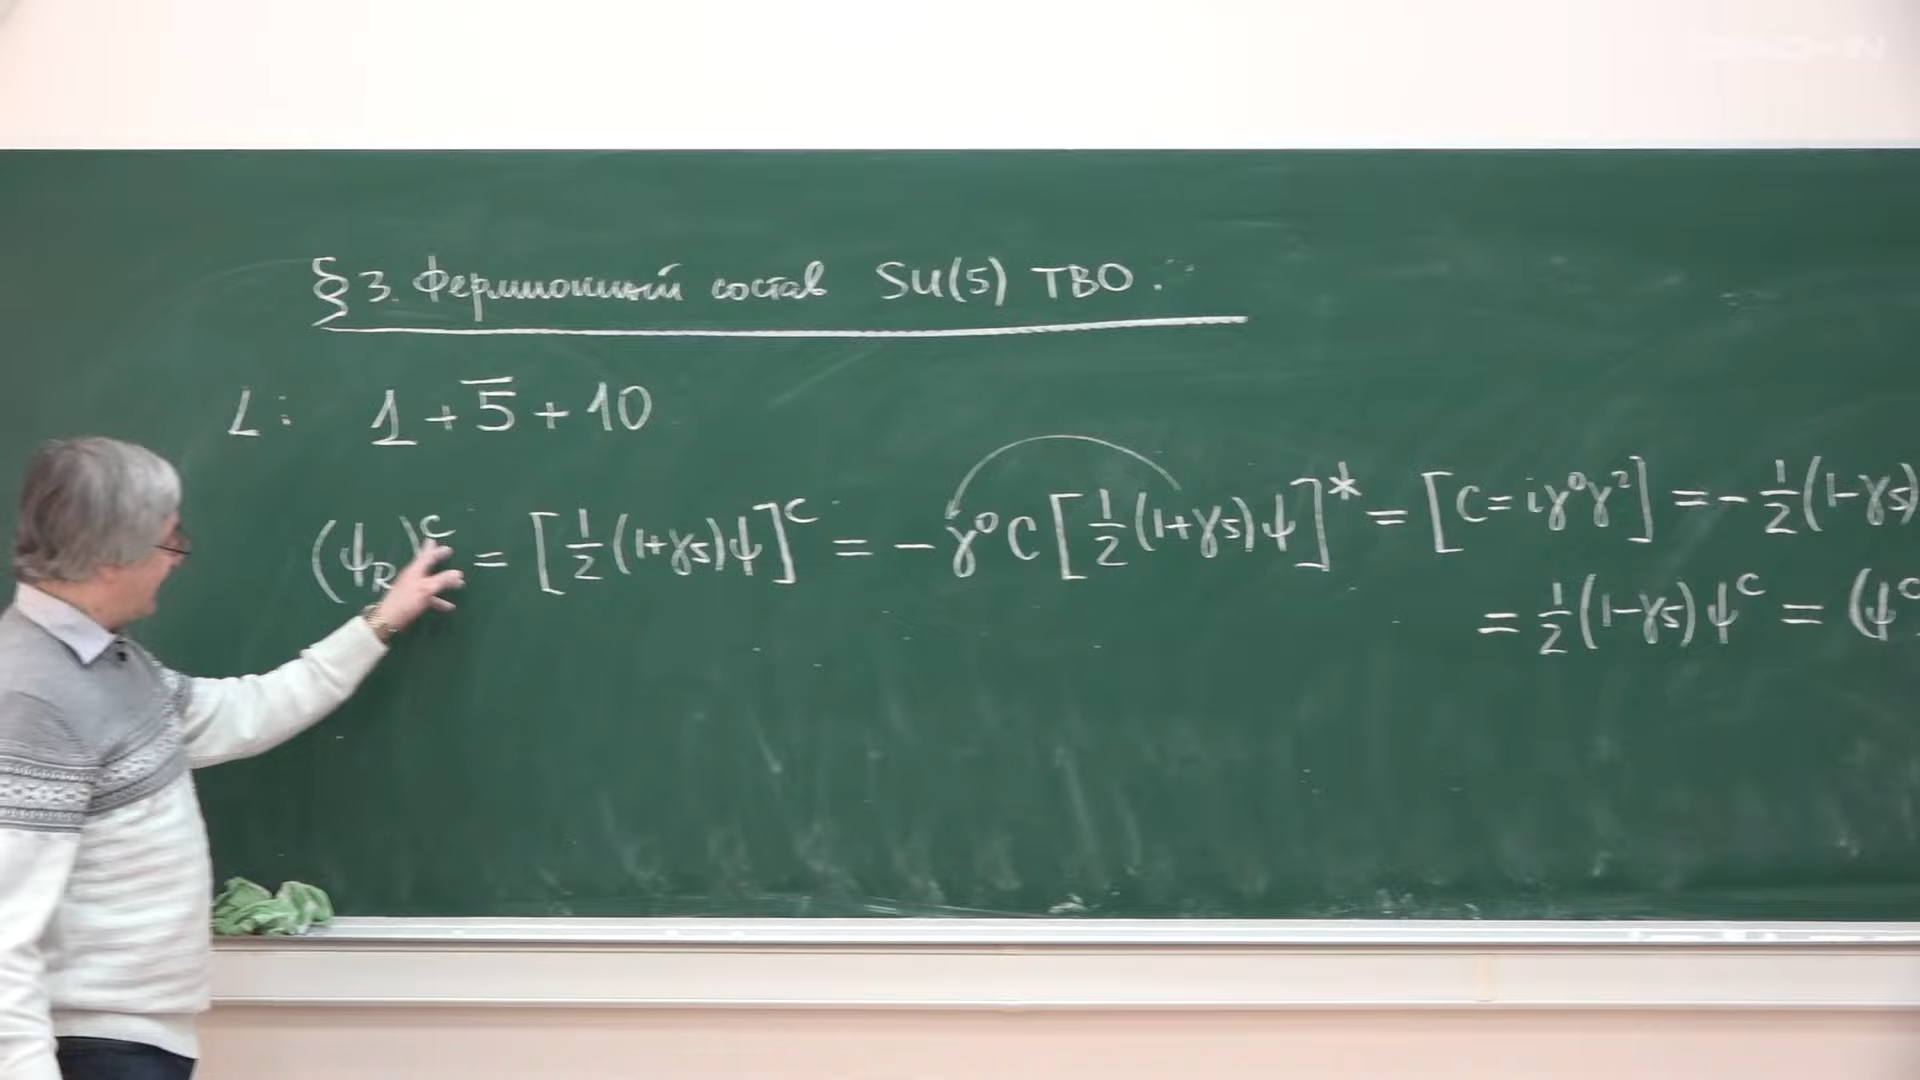 §3. Фермионный состав SU(5) ТВО.
L: 1 + 5̅ + 10
(ψ_R)^c = [½(1+γ5)ψ]^c = −γ⁰C[½(1+γ5)ψ]* = [C=iγ⁰γ²] = −½(1−γ5)
= ½(1−γ5)ψ^c = (ψ^c